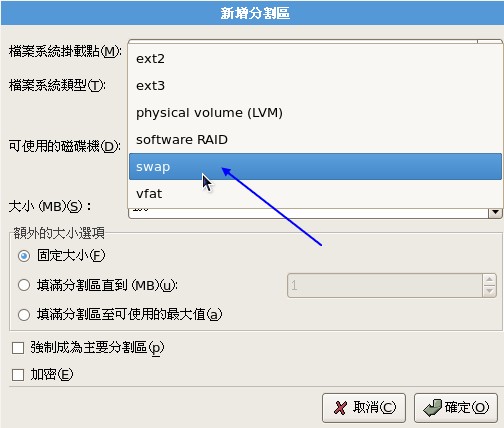 新增分割區
檔案系統掛載點(M):
ext2
檔案系統類型(T):
ext3
physical volume (LVM)
可使用的磁碟機(D):
software RAID
swap
vfat
大小 (MB)(S)：
額外的大小選項
固定大小(F)
填滿分割區直到 (MB)(u):
1
填滿分割區至可使用的最大值(a)
強制成為主要分割區(p)
加密(E)
取消(C)
確定(O)